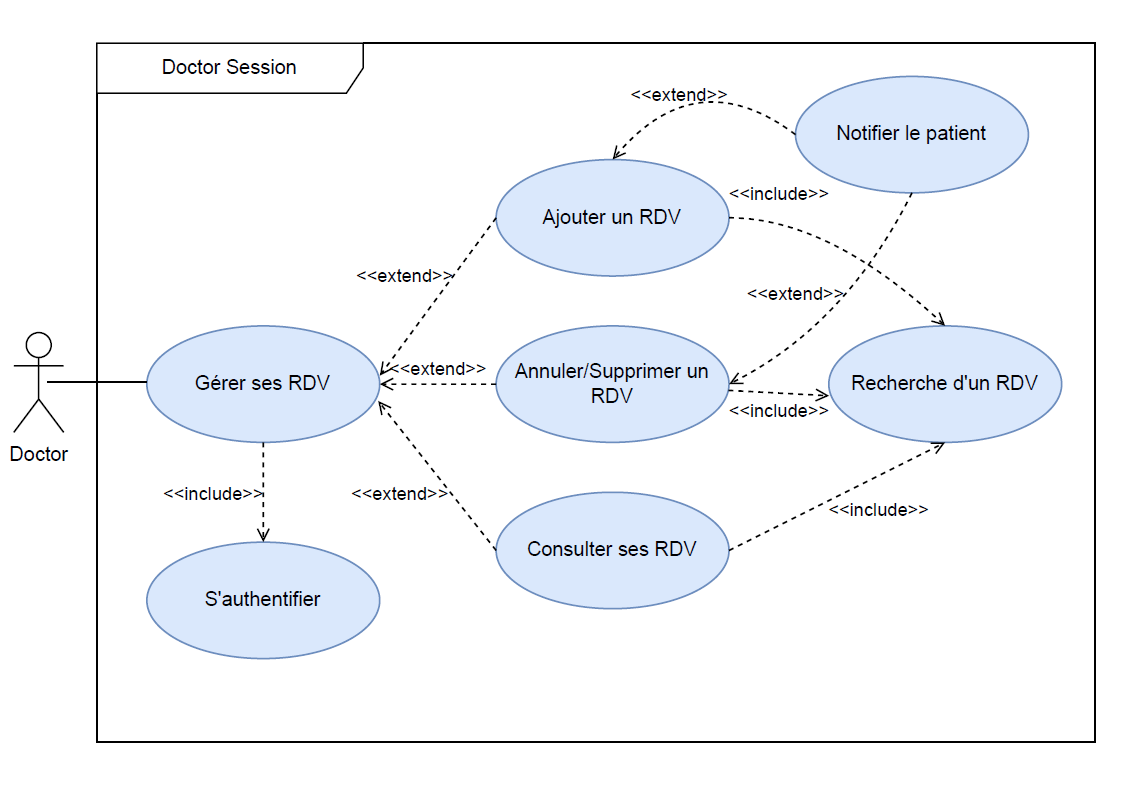 Doctor Session
<<extend>>
Notifier le patient
<<include>>
Ajouter un RDV
<<extend>>
<<extend>>
<<extend>>
Annuler/Supprimer un
RDV
Gérer ses RDV
Recherche d'un RDV
<<include>>
Doctor
<<include>>
<<extend>>
<<include>>
Consulter ses RDV
S'authentifier